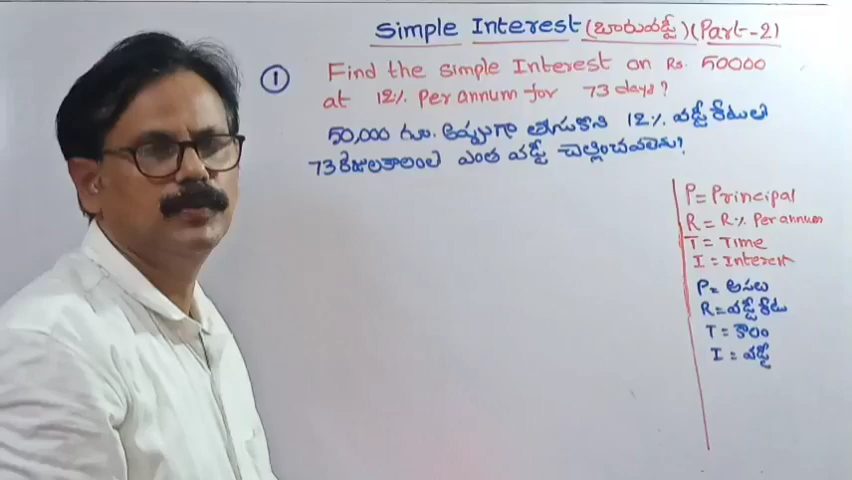 Simple Interest (బారువడ్డీ) (Part-2)
① Find the simple Interest on Rs. 50000
at 12% Per annum for 73 days?
50,000 రూ. అప్పుగా తీసుకొని 12% వడ్డీ రేటులో
73 రోజుల కాలంలో ఎంత వడ్డీ చెల్లించవలెను?
P = Principal
R = R% Per annum
T = Time
I = Interest
P = అసలు
R = వడ్డీ రేటు
T = కాలం
I = వడ్డీ